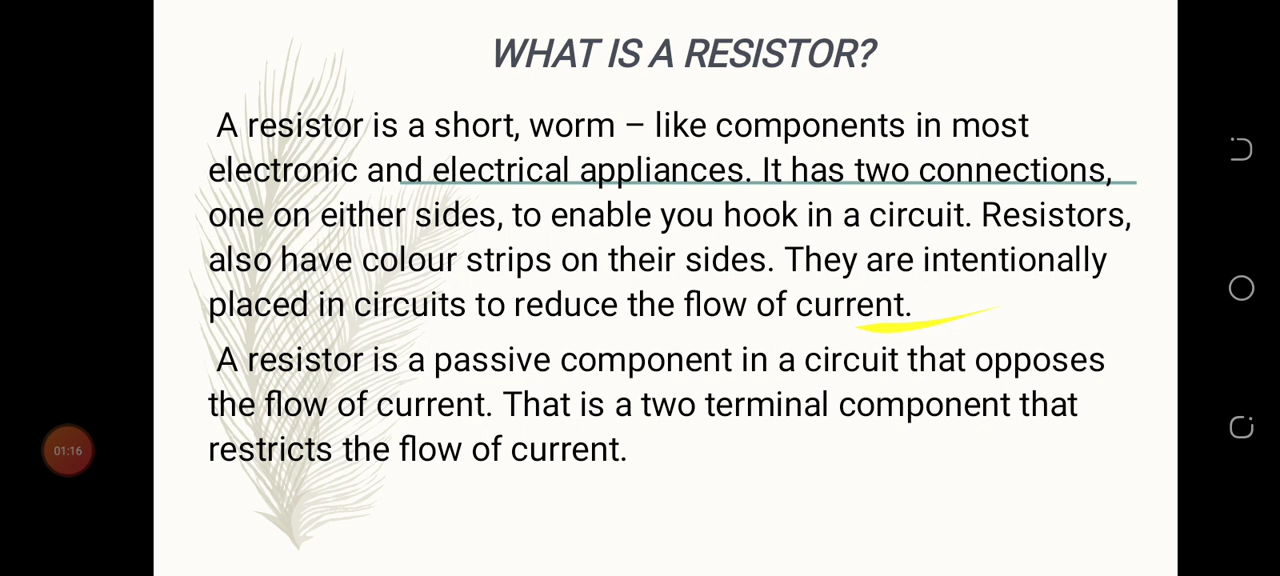 WHAT IS A RESISTOR?
A resistor is a short, worm – like components in most
electronic and electrical appliances. It has two connections,
one on either sides, to enable you hook in a circuit. Resistors,
also have colour strips on their sides. They are intentionally
placed in circuits to reduce the flow of current.
A resistor is a passive component in a circuit that opposes
the flow of current. That is a two terminal component that
restricts the flow of current.
01:16